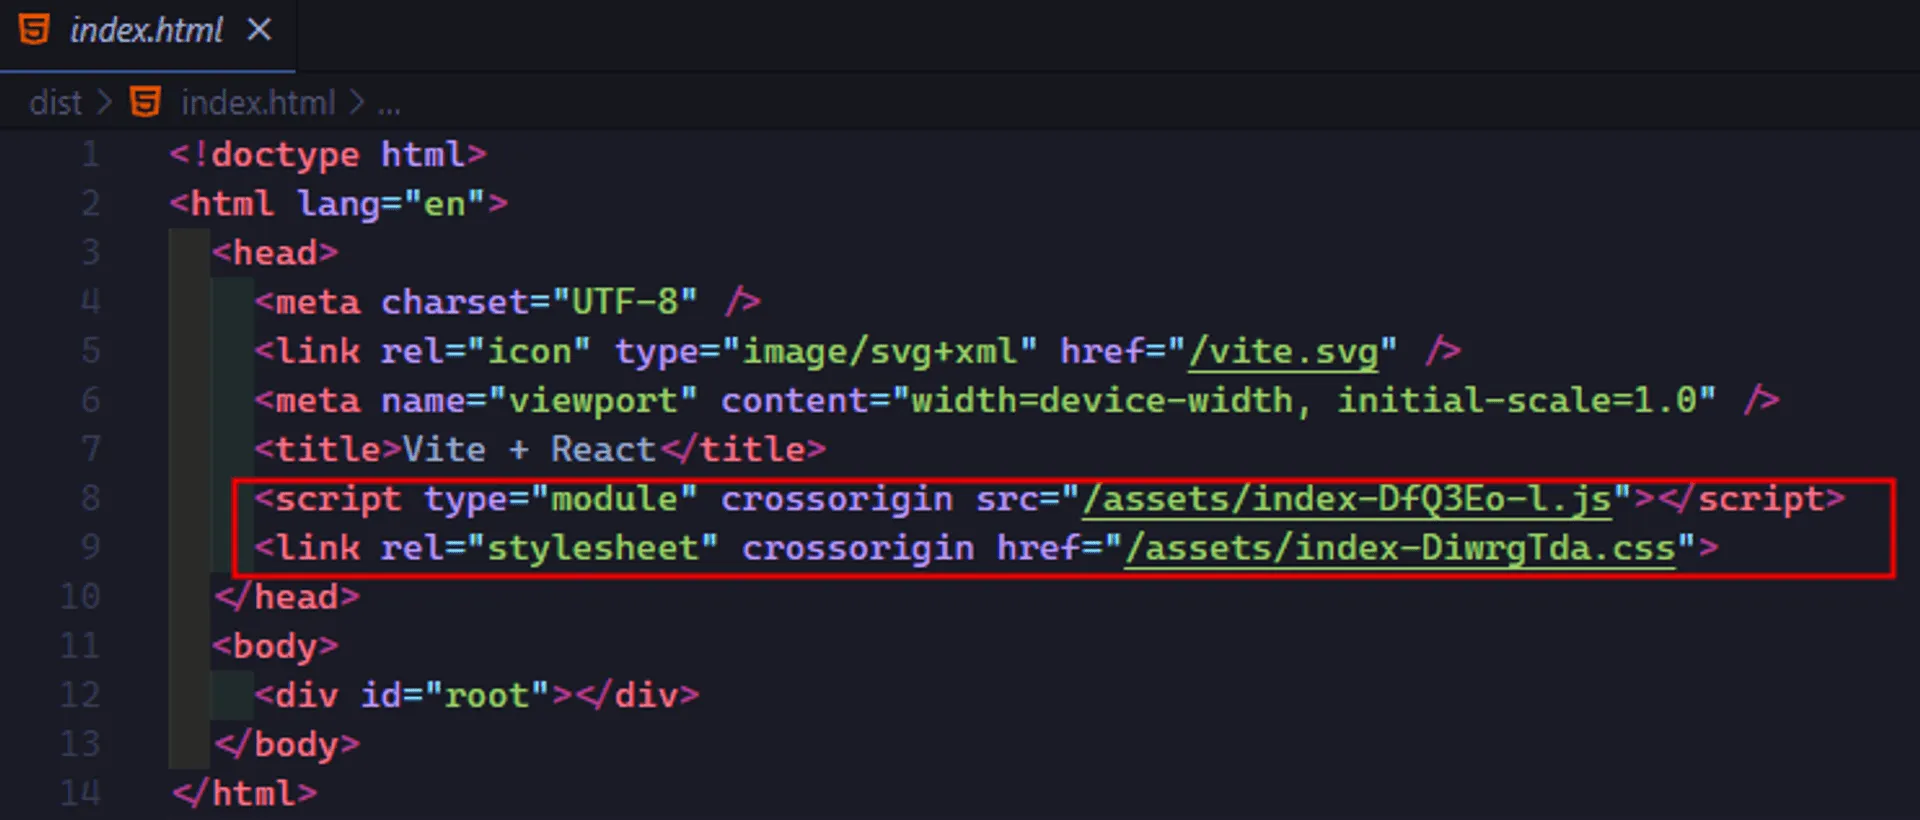 index.html
dist > index.html > ...
1 <!doctype html>
2 <html lang="en">
3 <head>
4 <meta charset="UTF-8" />
5 <link rel="icon" type="image/svg+xml" href="/vite.svg" />
6 <meta name="viewport" content="width=device-width, initial-scale=1.0" />
7 <title>Vite + React</title>
8 <script type="module" crossorigin src="/assets/index-DfQ3Eo-l.js"></script>
9 <link rel="stylesheet" crossorigin href="/assets/index-DiwrgTda.css">
10 </head>
11 <body>
12 <div id="root"></div>
13 </body>
14 </html>